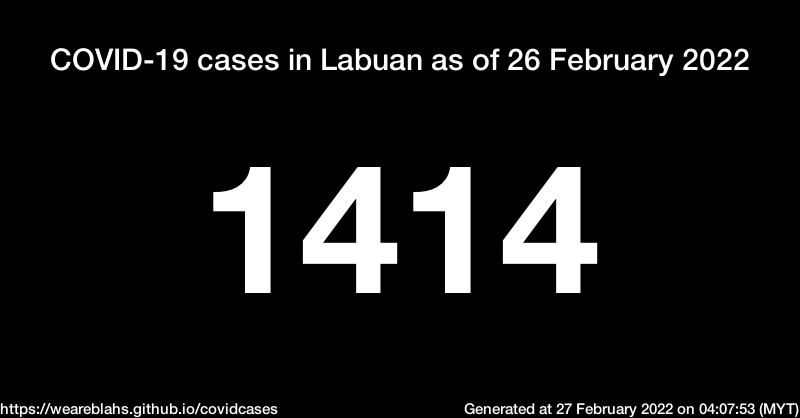 COVID-19 cases in Labuan as of 26 February 2022
1414
https://weareblahs.github.io/covidcases
Generated at 27 February 2022 on 04:07:53 (MYT)